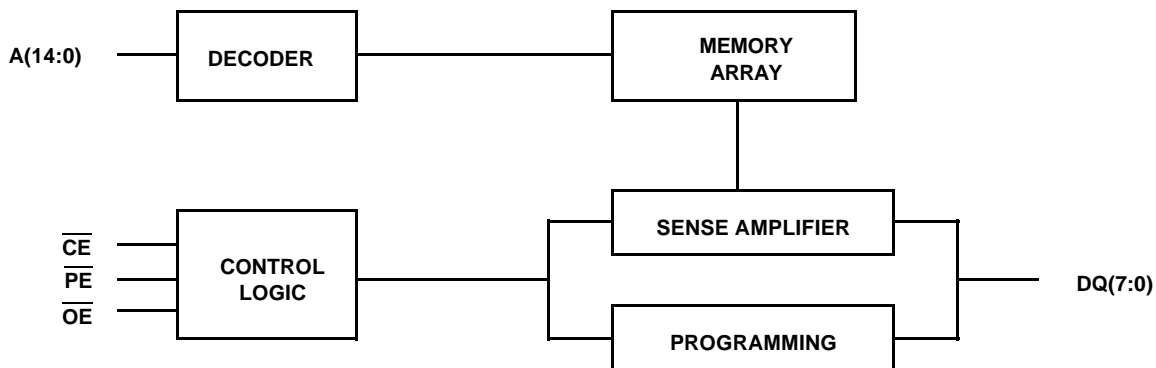 A(14:0)
DECODER
MEMORY
ARRAY
CE
PE
OE
CONTROL
LOGIC
SENSE AMPLIFIER
PROGRAMMING
DQ(7:0)